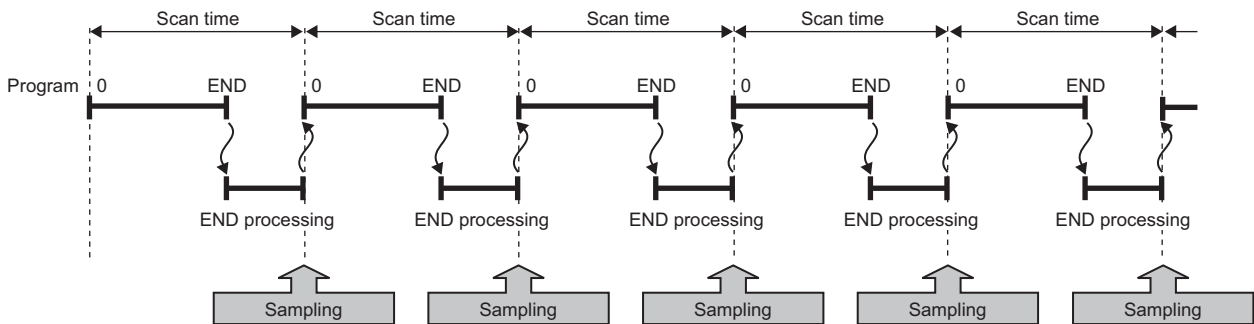 Scan time Scan time Scan time Scan time Scan time
Program 0 END 0 END 0 END 0 END 0 END
END processing END processing END processing END processing END processing
Sampling Sampling Sampling Sampling Sampling